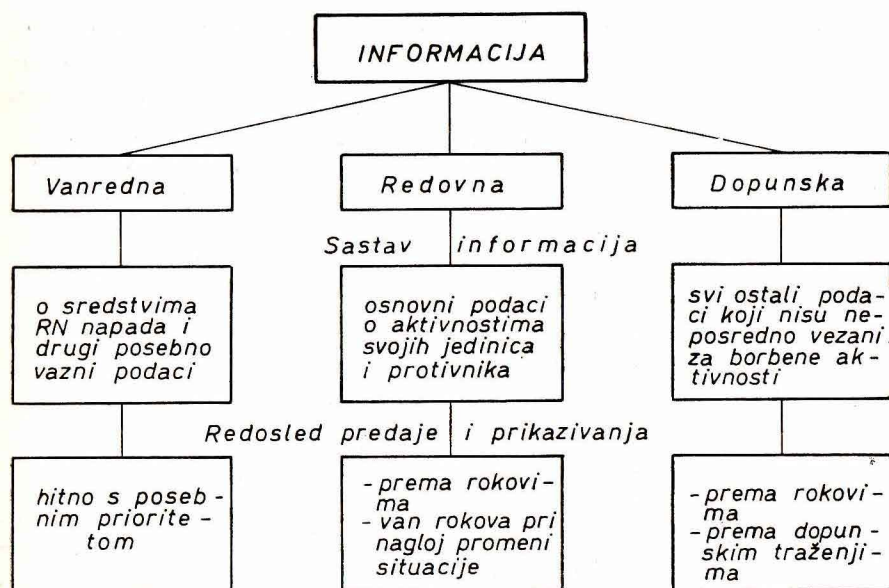 INFORMACIJA
Vanredna
Redovna
Dopunska
Sastav informacija
o sredstvima
RN napada i
drugi posebno
vazni podaci
osnovni podaci
o aktivnostima
svojih jedinica
i protivnika
svi ostali poda-
ci koji nisu ne-
posredno vezani
za borbene ak-
tivnosti
Redosled predaje i prikazivanja
hitno s poseb-
nim priorite-
tom
- prema rokovi-
ma
- van rokova pri
nagloj promeni
situacije
- prema rokovi-
ma
- prema dopun-
skim traženji-
ma